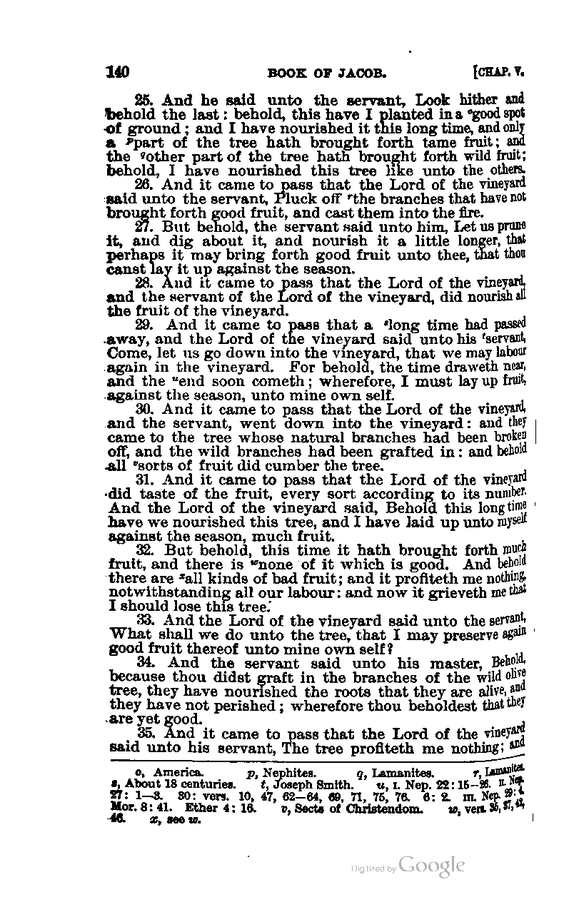 140 BOOK OF JACOB. [CHAP. V.
25. And he said unto the servant, Look hither and
behold the last: behold, this have I planted in a °good spot
of ground; and I have nourished it this long time, and only
a ᵖpart of the tree hath brought forth tame fruit; and
the ᑫother part of the tree hath brought forth wild fruit;
behold, I have nourished this tree like unto the others.
26. And it came to pass that the Lord of the vineyard
said unto the servant, Pluck off ʳthe branches that have not
brought forth good fruit, and cast them into the fire.
27. But behold, the servant said unto him, Let us prune
it, and dig about it, and nourish it a little longer, that
perhaps it may bring forth good fruit unto thee, that thou
canst lay it up against the season.
28. And it came to pass that the Lord of the vineyard,
and the servant of the Lord of the vineyard, did nourish all
the fruit of the vineyard.
29. And it came to pass that a ˢlong time had passed
away, and the Lord of the vineyard said unto his ᵗservant,
Come, let us go down into the vineyard, that we may labour
again in the vineyard. For behold, the time draweth near,
and the ᵘend soon cometh; wherefore, I must lay up fruit,
against the season, unto mine own self.
30. And it came to pass that the Lord of the vineyard,
and the servant, went down into the vineyard: and they
came to the tree whose natural branches had been broken
off, and the wild branches had been grafted in: and behold
all ᵛsorts of fruit did cumber the tree.
31. And it came to pass that the Lord of the vineyard
did taste of the fruit, every sort according to its number.
And the Lord of the vineyard said, Behold this long time
have we nourished this tree, and I have laid up unto myself
against the season, much fruit.
32. But behold, this time it hath brought forth much
fruit, and there is ʷnone of it which is good. And behold
there are ˣall kinds of bad fruit; and it profiteth me nothing,
notwithstanding all our labour: and now it grieveth me that
I should lose this tree.
33. And the Lord of the vineyard said unto the servant,
What shall we do unto the tree, that I may preserve again
good fruit thereof unto mine own self?
34. And the servant said unto his master, Behold,
because thou didst graft in the branches of the wild olive
tree, they have nourished the roots that they are alive, and
they have not perished; wherefore thou beholdest that they
are yet good.
35. And it came to pass that the Lord of the vineyard
said unto his servant, The tree profiteth me nothing; and
o, America. p, Nephites. q, Lamanites. r, Lamanites.
s, About 18 centuries. t, Joseph Smith. u, I. Nep. 22: 15—26. II. Nep.
27: 1—3. 30: vers. 10, 47, 62—64, 69, 71, 75, 76. 6: 2. III. Nep. 29: 4.
Mor. 8: 41. Ether 4: 16. v, Sects of Christendom. w, vers. 35, 37, 42,
46. x, see w.
Digitized by Google